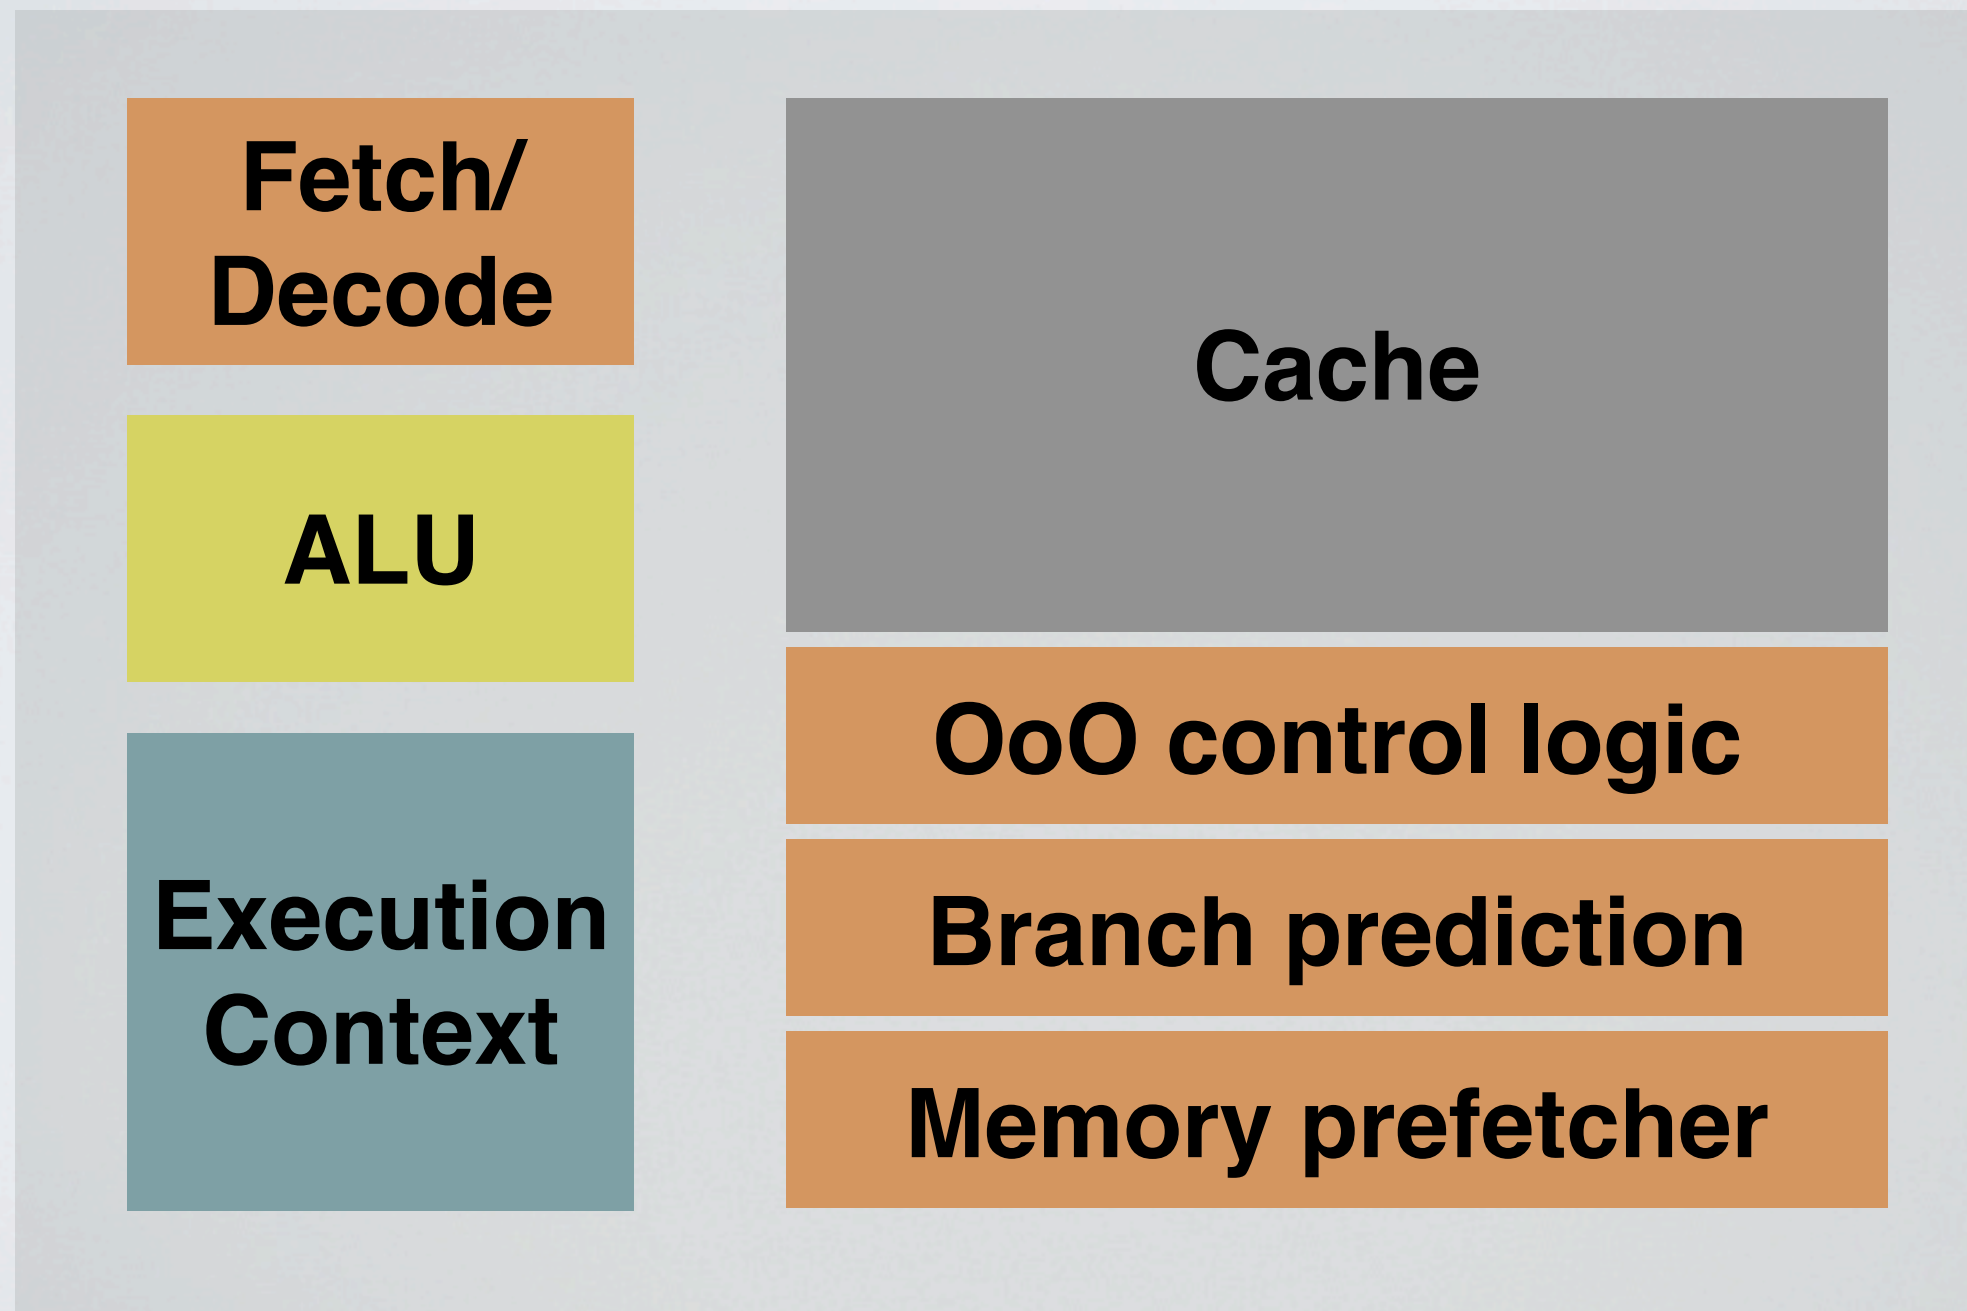 Fetch/
Decode
ALU
Execution
Context
Cache
OoO control logic
Branch prediction
Memory prefetcher